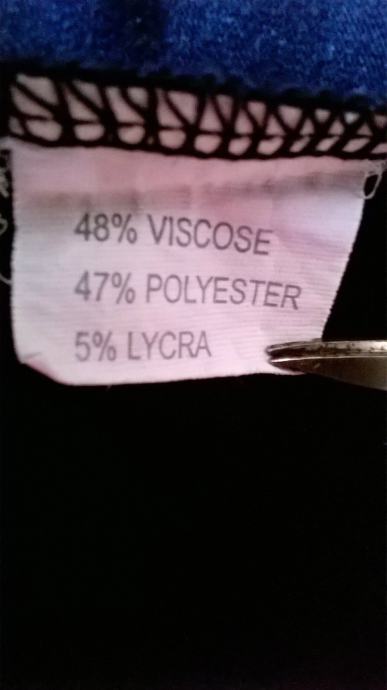 48% VISCOSE
47% POLYESTER
5% LYCRA